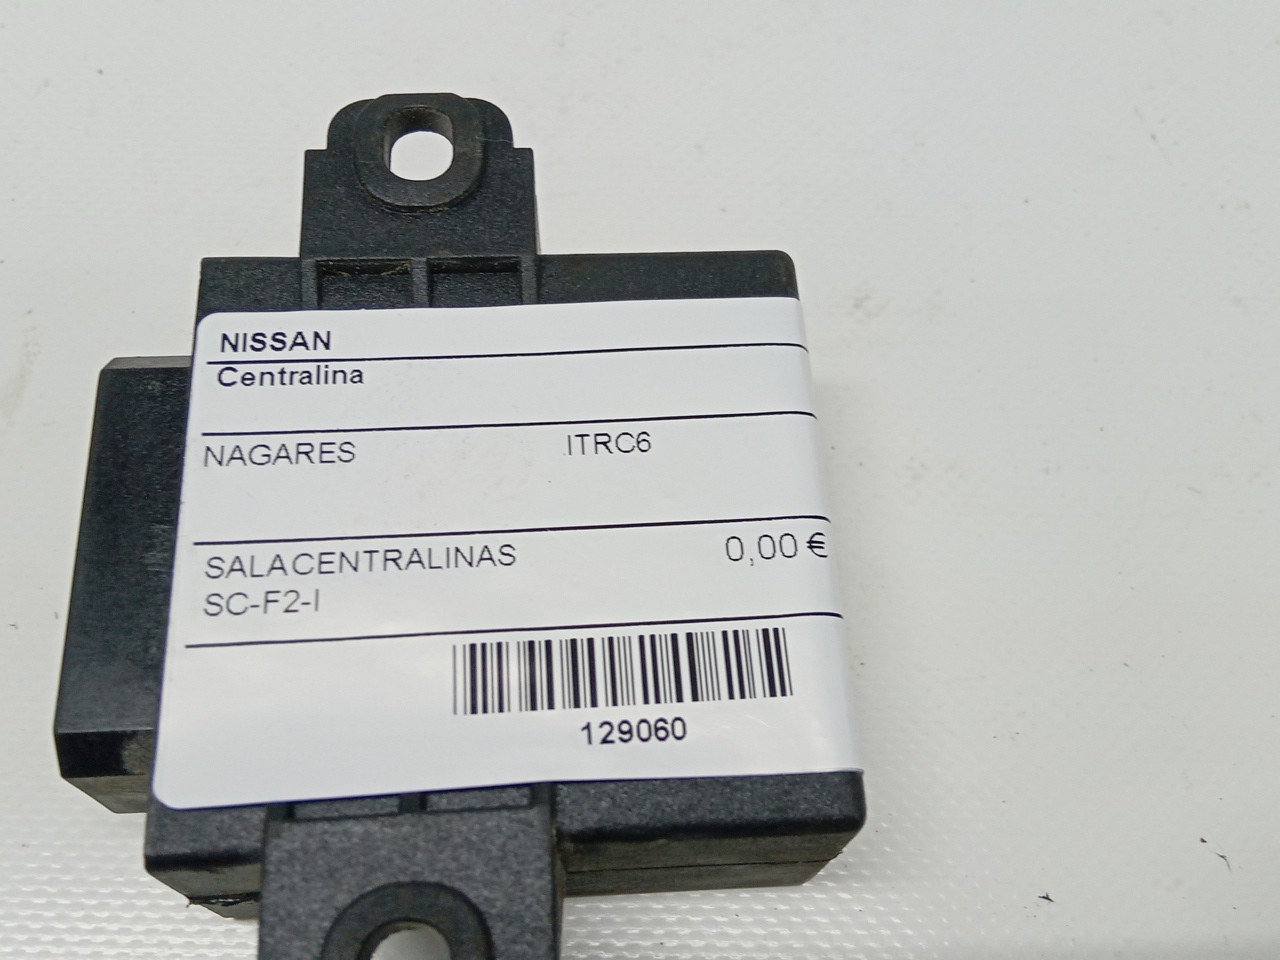 NISSAN
Centralina
NAGARES ITRC6
SALACENTRALINAS 0,00 €
SC-F2-I
129060